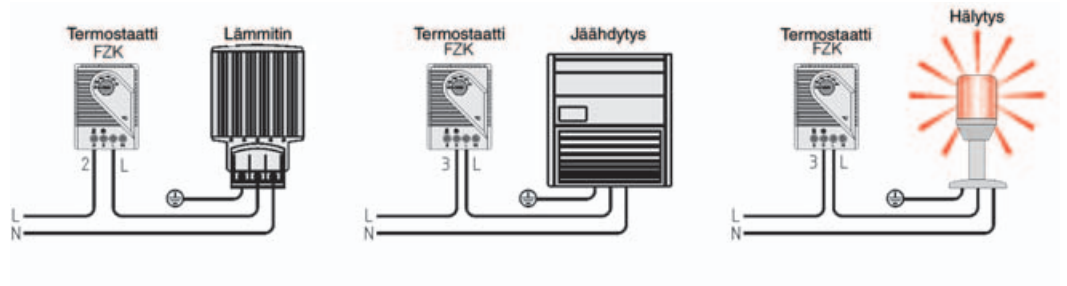 Termostaatti
FZK
Lämmitin
2
L
L
N
Termostaatti
FZK
Jäähdytys
3
L
L
N
Termostaatti
FZK
Hälytys
3
L
L
N